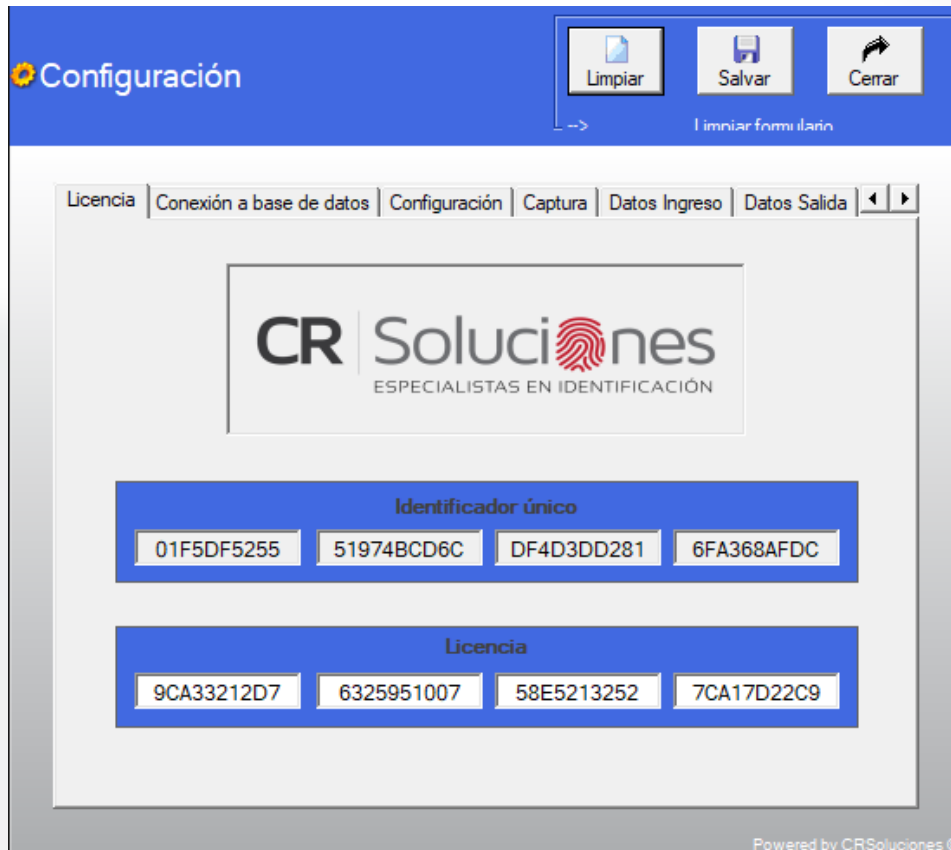 Configuración
Limpiar Salvar Cerrar
--> Limpiar formulario
Licencia Conexión a base de datos Configuración Captura Datos Ingreso Datos Salida
CR Soluciones
ESPECIALISTAS EN IDENTIFICACIÓN
Identificador único
01F5DF5255 51974BCD6C DF4D3DD281 6FA368AFDC
Licencia
9CA33212D7 6325951007 58E5213252 7CA17D22C9
Powered by CRSoluciones